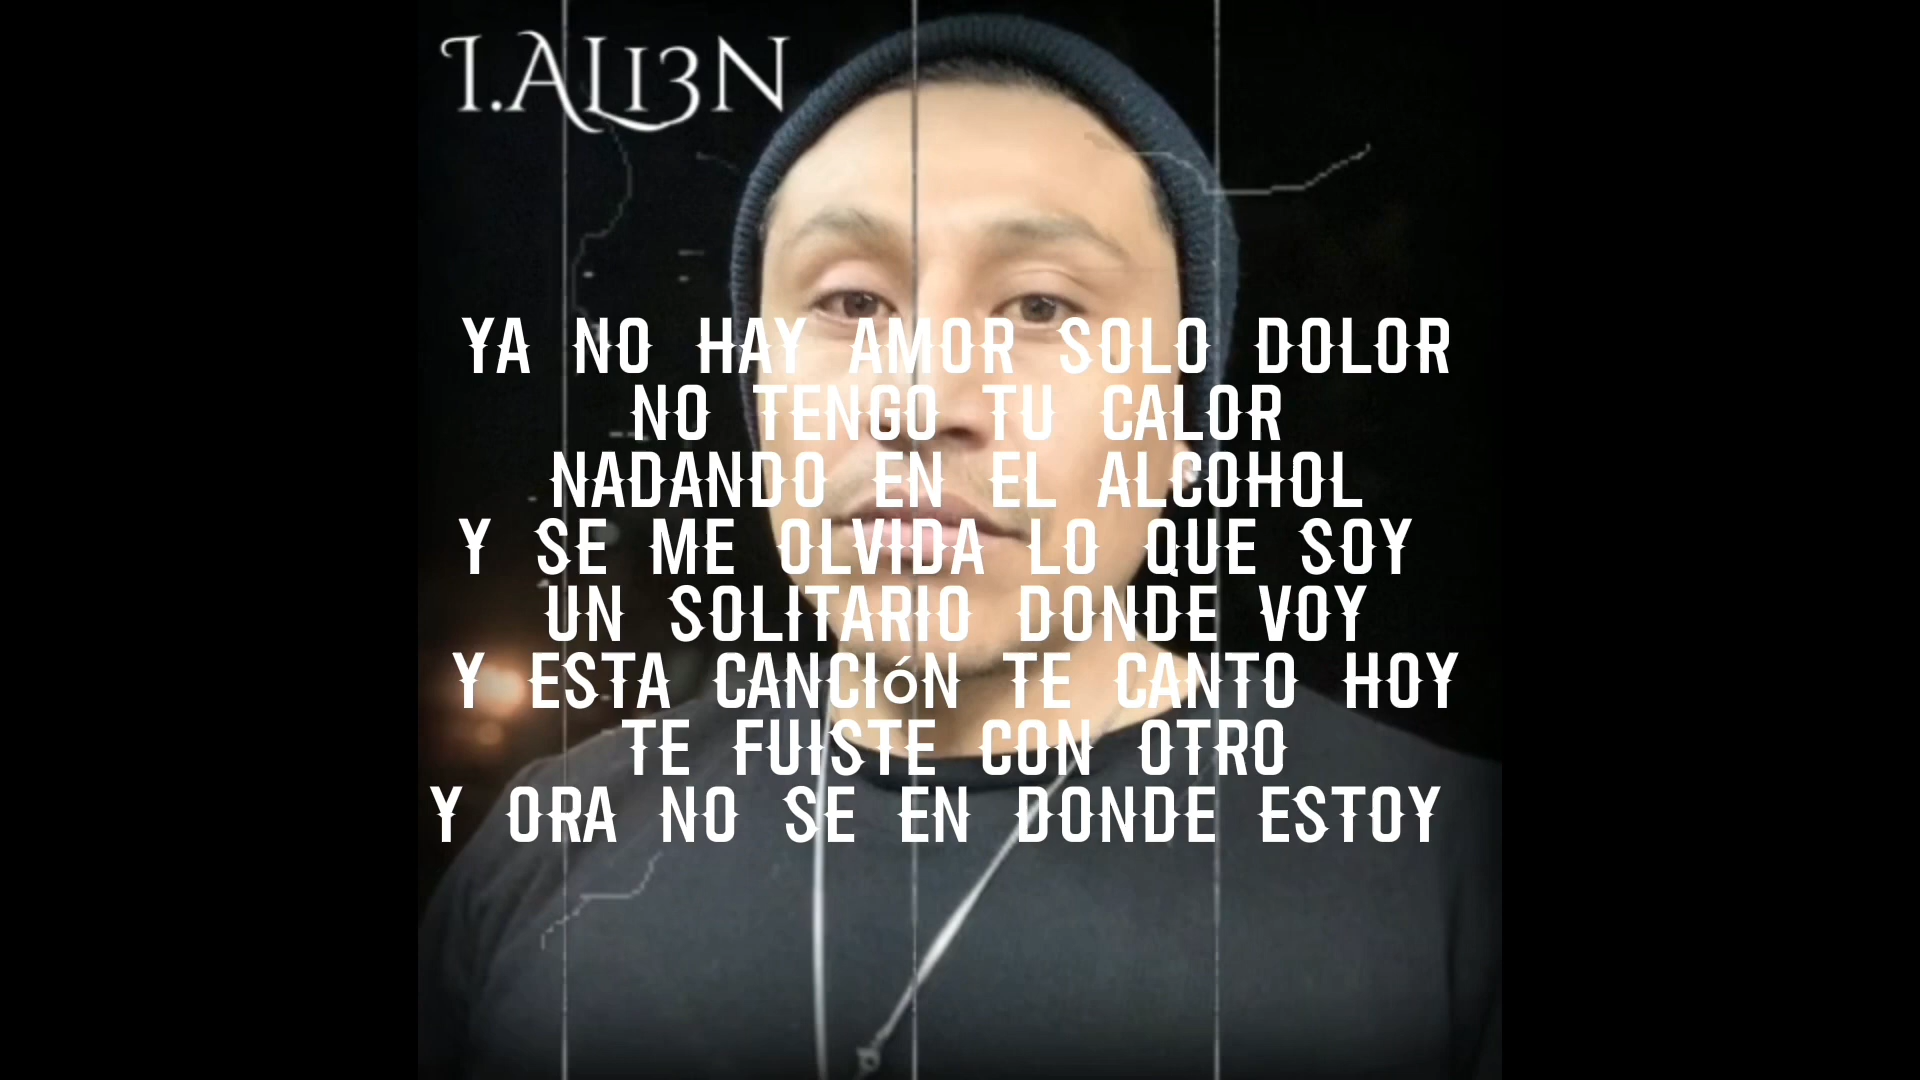 I.ALI3N
YA NO HAY AMOR SOLO DOLOR
NO TENGO TU CALOR
NADANDO EN EL ALCOHOL
Y SE ME OLVIDA LO QUE SOY
UN SOLITARIO DONDE VOY
Y ESTA CANCIóN TE CANTO HOY
TE FUISTE CON OTRO
Y ORA NO SE EN DONDE ESTOY